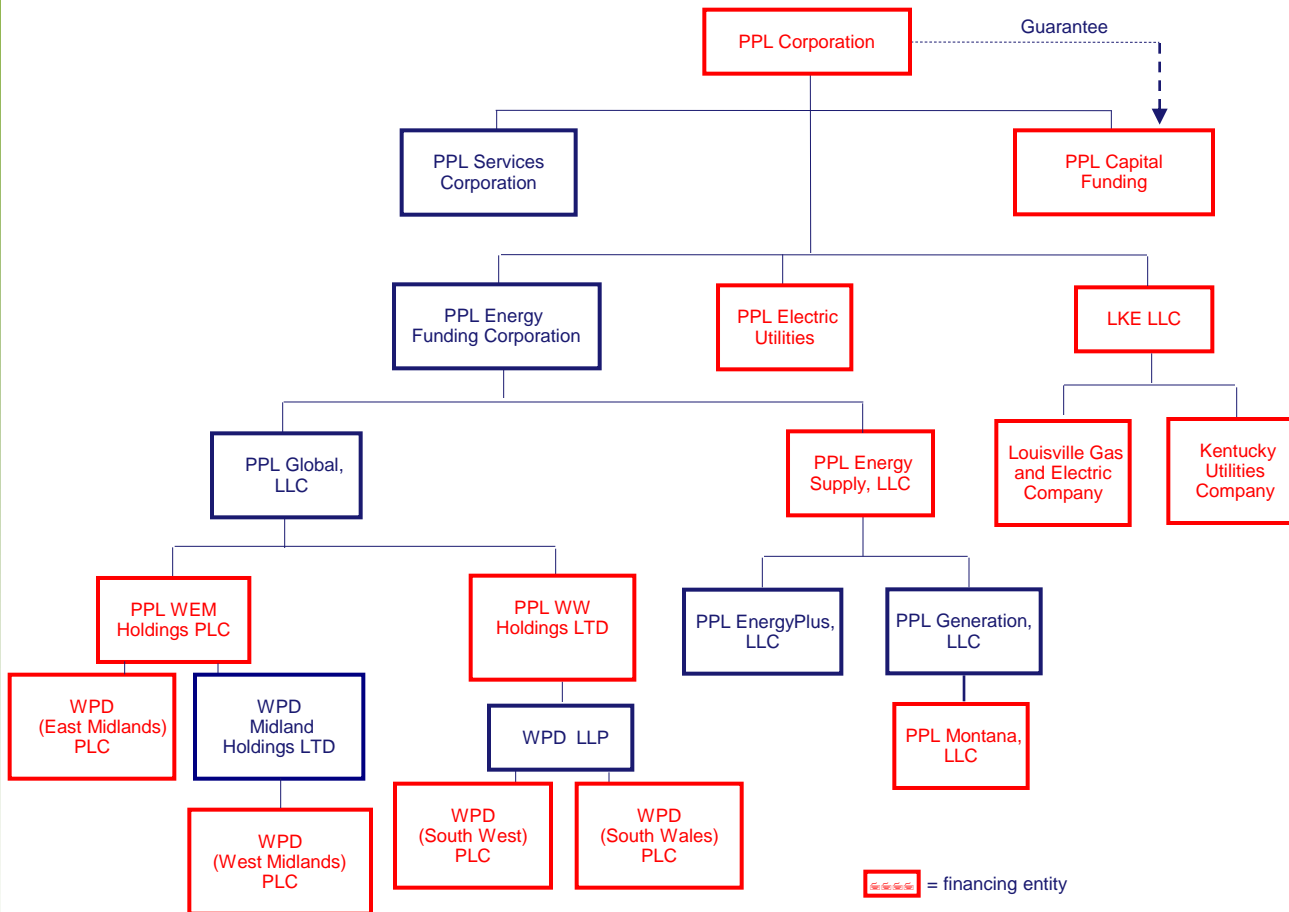 Guarantee
PPL Corporation
PPL Services
Corporation
PPL Capital
Funding
PPL Energy
Funding Corporation
PPL Electric
Utilities
LKE LLC
PPL Global,
LLC
PPL Energy
Supply, LLC
Louisville Gas
and Electric
Company
Kentucky
Utilities
Company
PPL WEM
Holdings PLC
PPL WW
Holdings LTD
PPL EnergyPlus,
LLC
PPL Generation,
LLC
WPD
(East Midlands)
PLC
WPD
Midland
Holdings LTD
WPD LLP
PPL Montana,
LLC
WPD
(West Midlands)
PLC
WPD
(South West)
PLC
WPD
(South Wales)
PLC
= financing entity